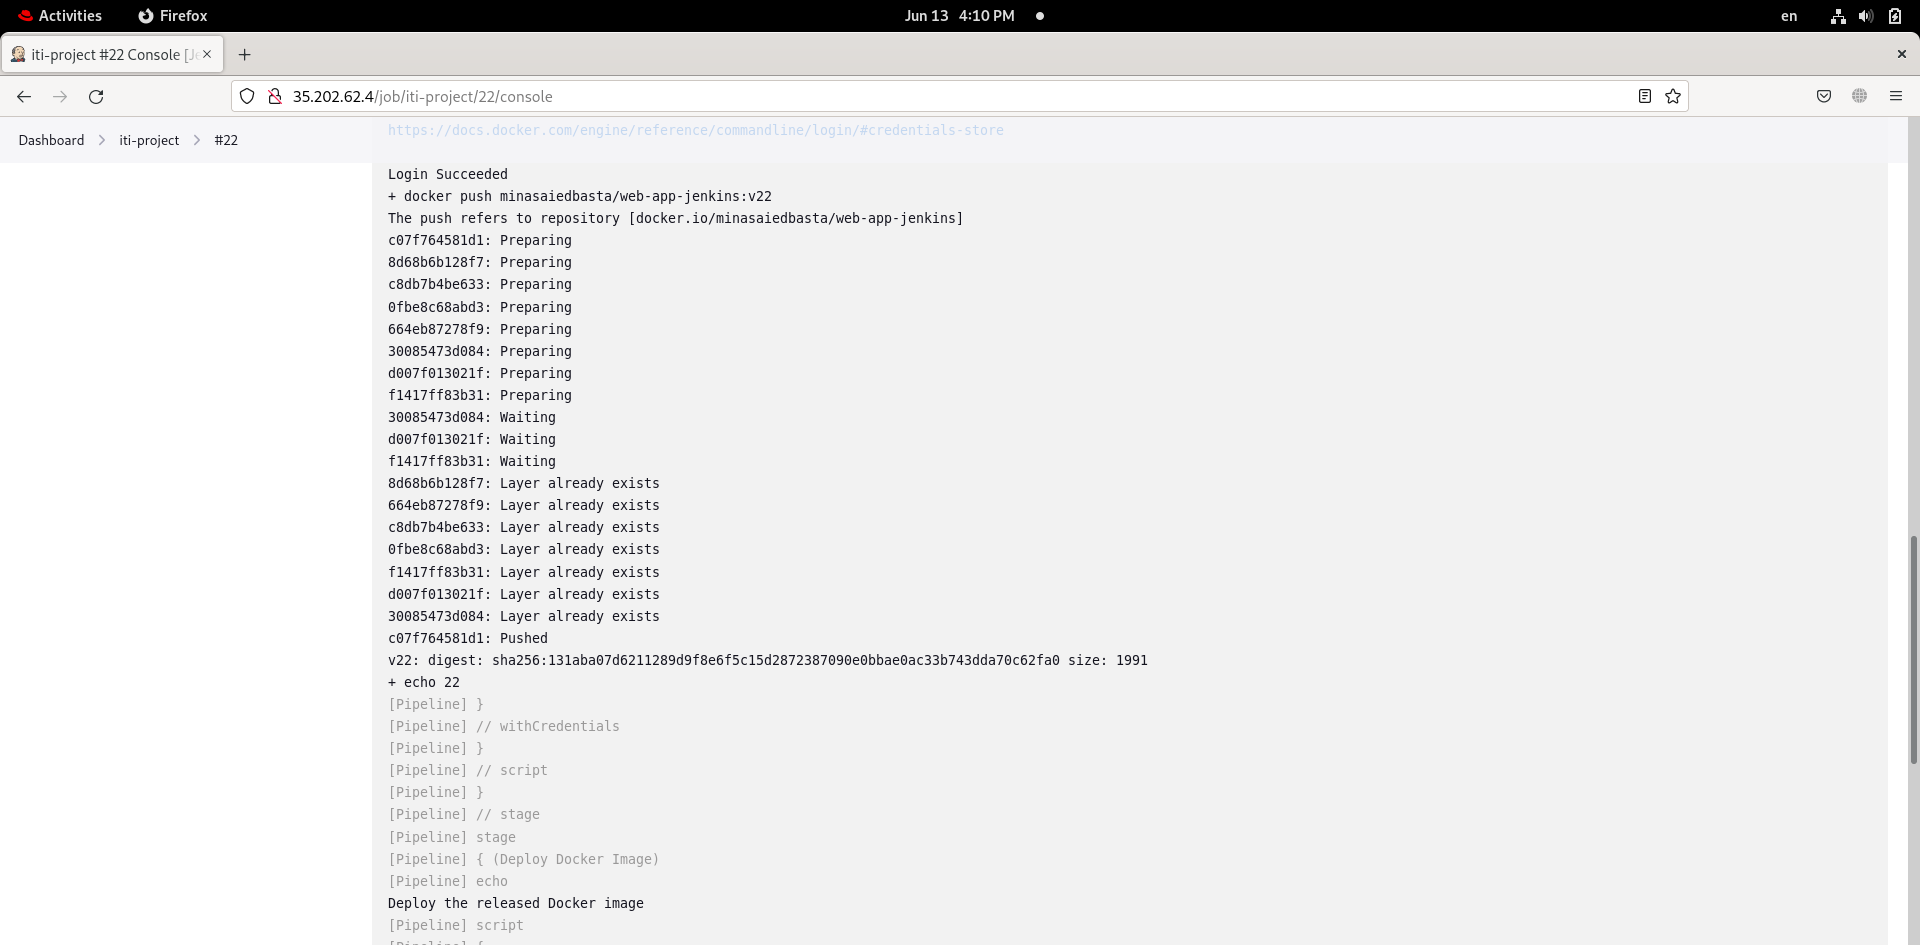 Activities Firefox Jun 13 4:10 PM en
iti-project #22 Console [Je
35.202.62.4/job/iti-project/22/console
Dashboard iti-project #22
https://docs.docker.com/engine/reference/commandline/login/#credentials-store
Login Succeeded
+ docker push minasaiedbasta/web-app-jenkins:v22
The push refers to repository [docker.io/minasaiedbasta/web-app-jenkins]
c07f764581d1: Preparing
8d68b6b128f7: Preparing
c8db7b4be633: Preparing
0fbe8c68abd3: Preparing
664eb87278f9: Preparing
30085473d084: Preparing
d007f013021f: Preparing
f1417ff83b31: Preparing
30085473d084: Waiting
d007f013021f: Waiting
f1417ff83b31: Waiting
8d68b6b128f7: Layer already exists
664eb87278f9: Layer already exists
c8db7b4be633: Layer already exists
0fbe8c68abd3: Layer already exists
f1417ff83b31: Layer already exists
d007f013021f: Layer already exists
30085473d084: Layer already exists
c07f764581d1: Pushed
v22: digest: sha256:131aba07d6211289d9f8e6f5c15d2872387090e0bbae0ac33b743dda70c62fa0 size: 1991
+ echo 22
[Pipeline] }
[Pipeline] // withCredentials
[Pipeline] }
[Pipeline] // script
[Pipeline] }
[Pipeline] // stage
[Pipeline] stage
[Pipeline] { (Deploy Docker Image)
[Pipeline] echo
Deploy the released Docker image
[Pipeline] script
[Pipeline] {